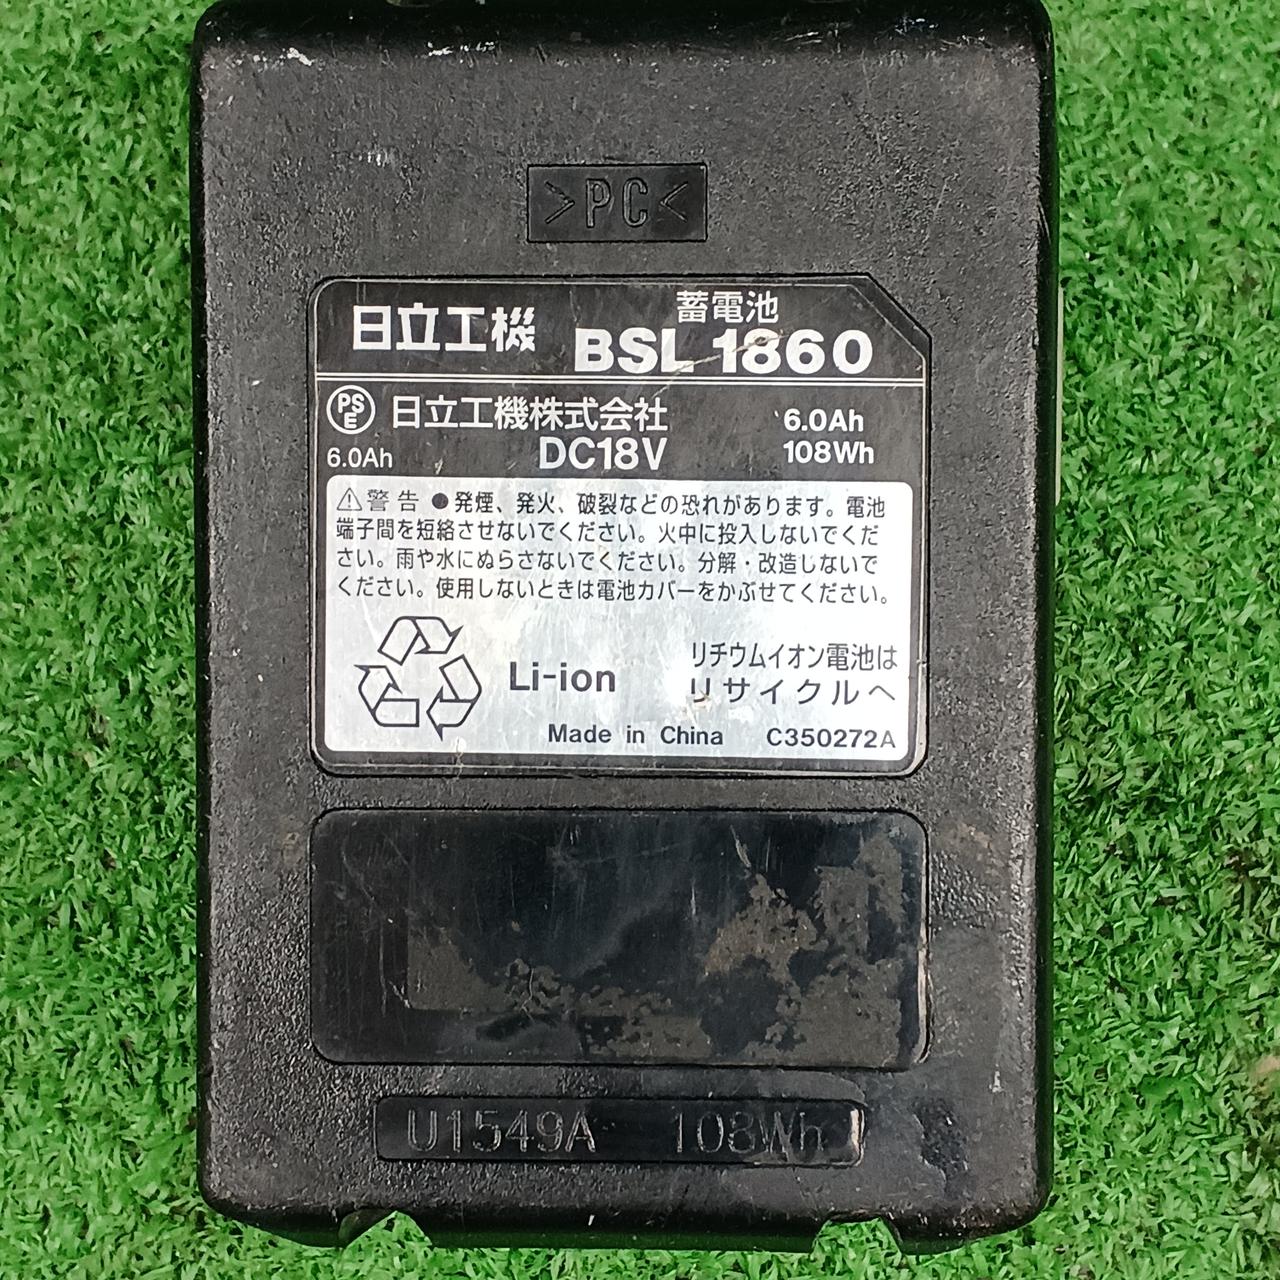 >PC<
日立工機
蓄電池
BSL 1860
PSE 日立工機株式会社 6.0Ah
6.0Ah DC18V 108Wh
⚠警告 ●発煙、発火、破裂などの恐れがあります。電池
端子間を短絡させないでください。火中に投入しないでくだ
さい。雨や水にぬらさないでください。分解・改造しないで
ください。使用しないときは電池カバーをかぶせてください。
Li-ion
リチウムイオン電池は
リサイクルへ
Made in China C350272A
U1549A 108Wh